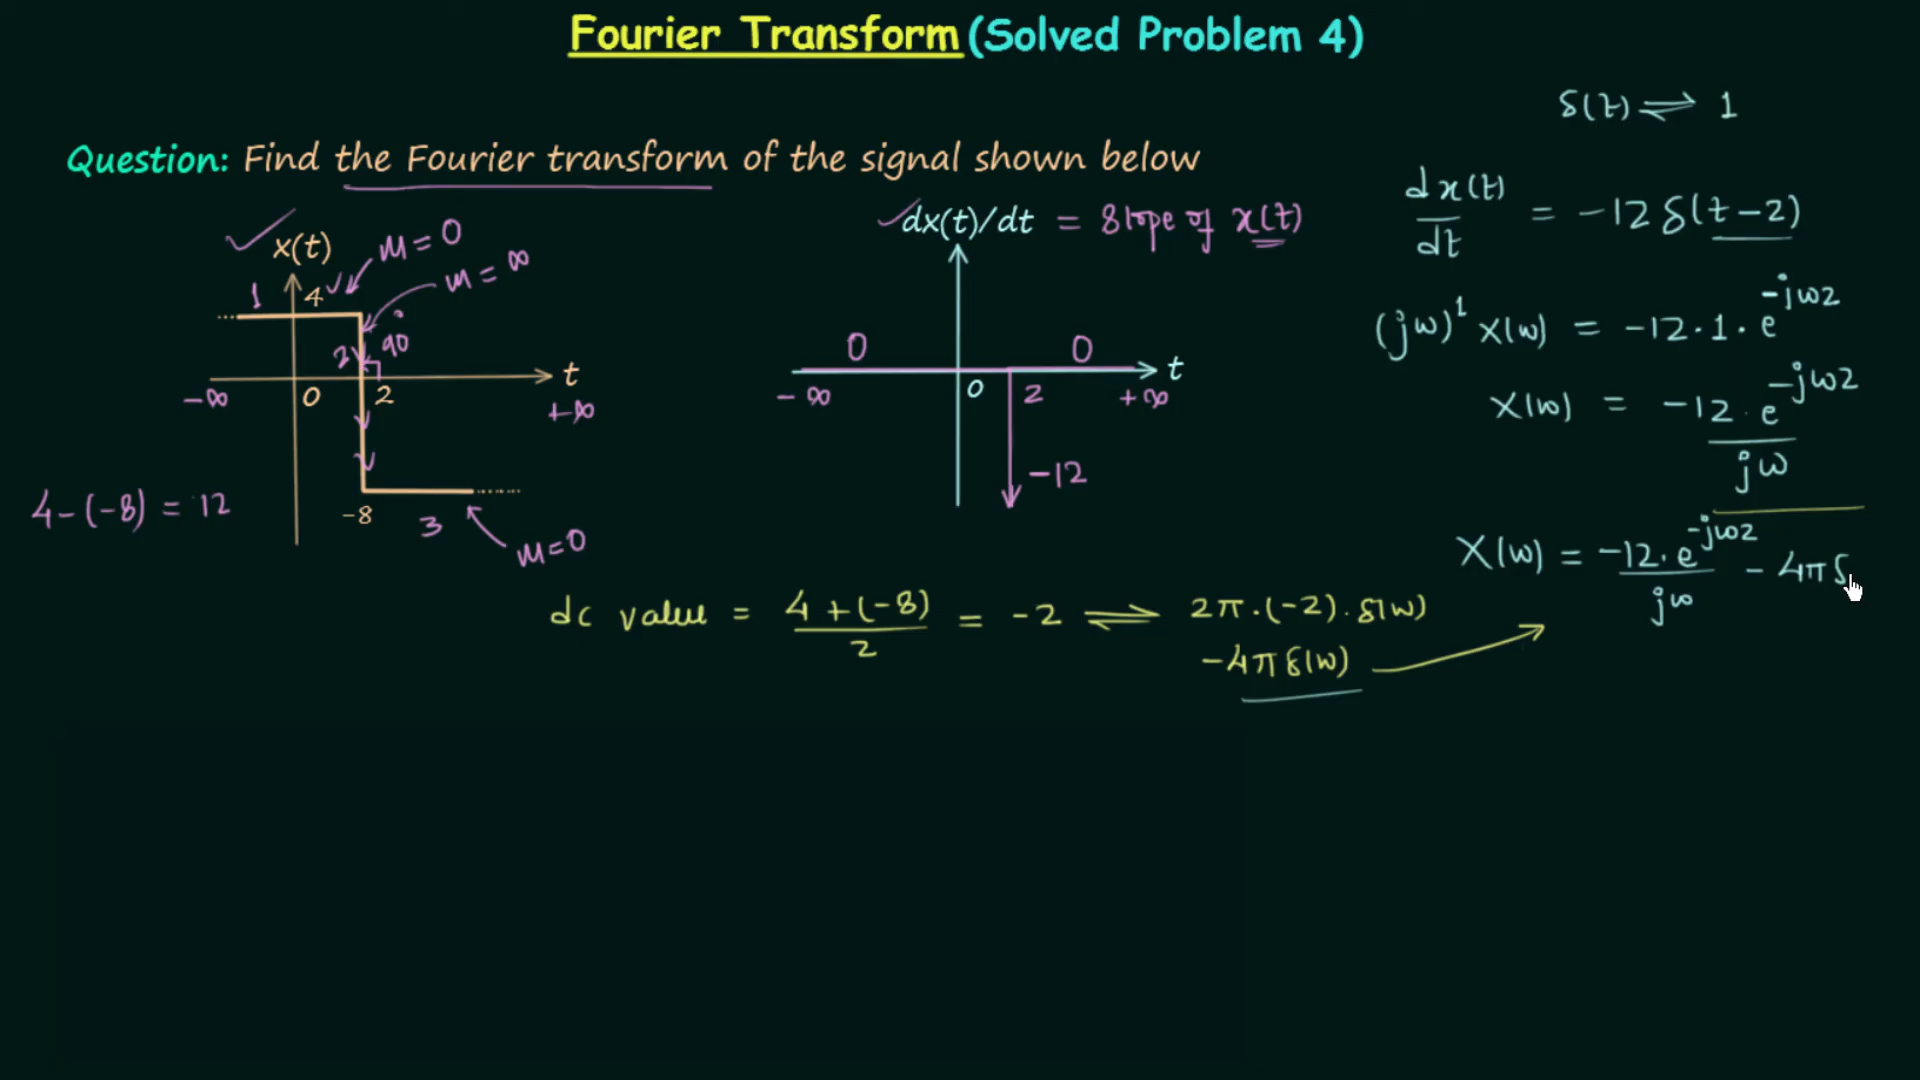 Fourier Transform (Solved Problem 4)
δ(t) ⇌ 1
Question: Find the Fourier transform of the signal shown below
x(t)
m = 0
m = ∞
1
4
2
90°
t
-∞
0
2
+∞
-8
3
m=0
4-(-8) = 12
dx(t)/dt = Slope of x(t)
0
0
t
-∞
0
2
+∞
-12
dx(t)/dt = -12 δ(t-2)
(jω)¹ X(ω) = -12 · 1 · e^-jω2
X(ω) = -12 · e^-jω2 / jω
X(ω) = -12 · e^-jω2 / jω - 4π δ
dc value = 4 + (-8) / 2 = -2 ⇌ 2π · (-2) · δ(ω)
-4π δ(ω)